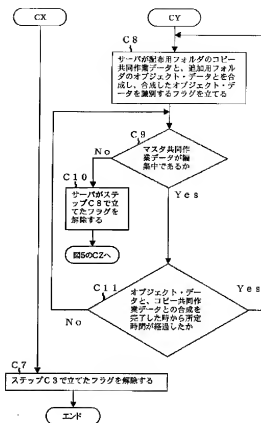 CX
CY
C8
サーバが配布用フォルダのコピー
共同作業データと、追加用フォル
ダのオブジェクト・データとを合
成し、合成したオブジェクト・デ
ータを識別するフラグを立てる
C9
No
マスタ共同作
業データが編
集中であるか
C10
Yes
サーバがステ
ップC8で立て
たフラグを
解除する
図5のC2へ
C11
オブジェクト・デー
タと、コピー共同作
業データとの合成を
完了した時から所定
時間が経過したか
Yes
No
C7
ステップC3で立てたフラグを解除する
エンド